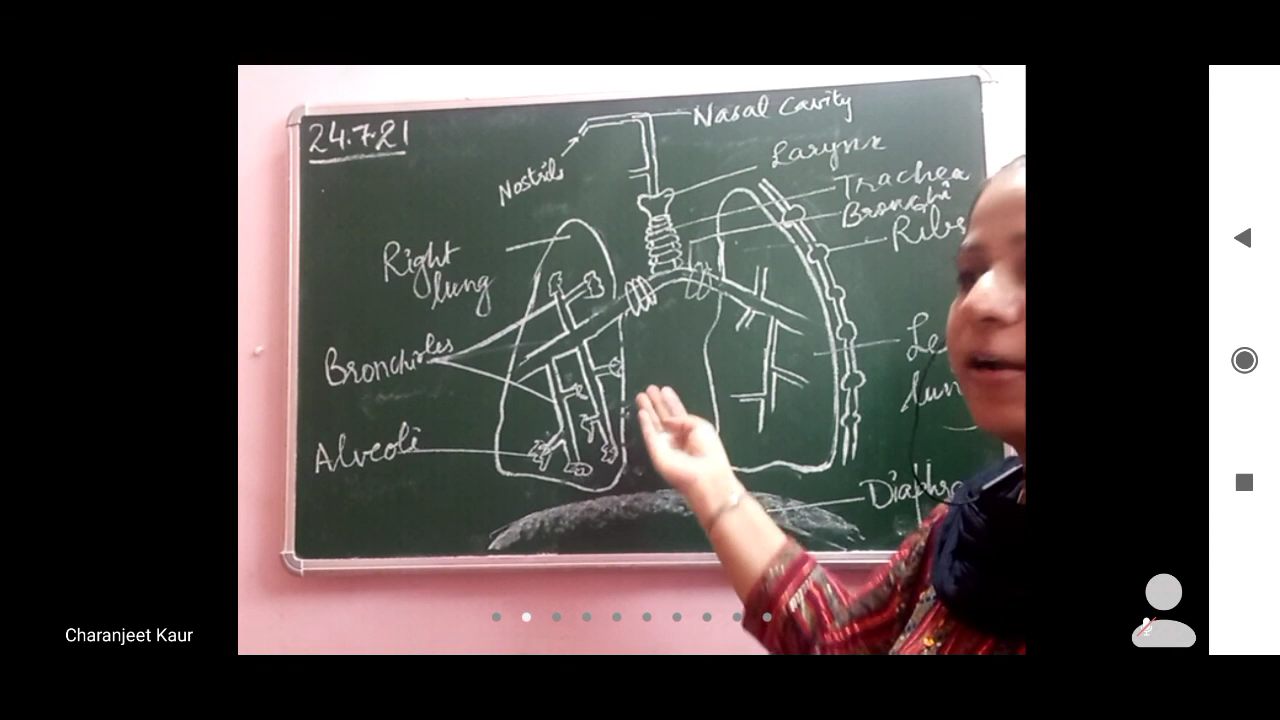 24.7.21
Nasal Cavity
Nostrils
Larynx
Trachea
Bronchi
Ribs
Right
lung
Bronchioles
Alveoli
Charanjeet Kaur